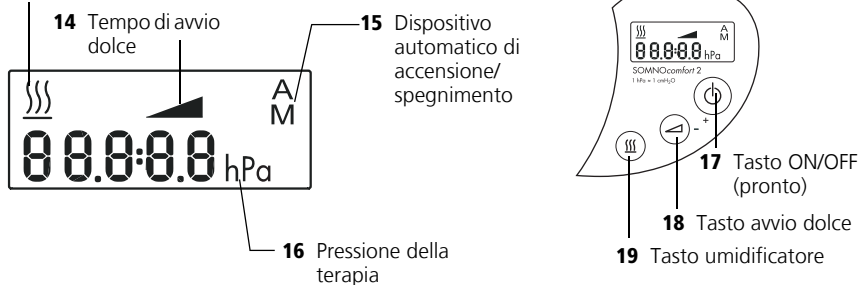 14 Tempo di avvio
dolce
15 Dispositivo
automatico di
accensione/
spegnimento
A
M
88.8:8.8 hPa
16 Pressione della
terapia
A
M
88.8:8.8 hPa
SOMNOcomfort 2
1 hPa = 1 cmH₂O
- +
17 Tasto ON/OFF
(pronto)
18 Tasto avvio dolce
19 Tasto umidificatore